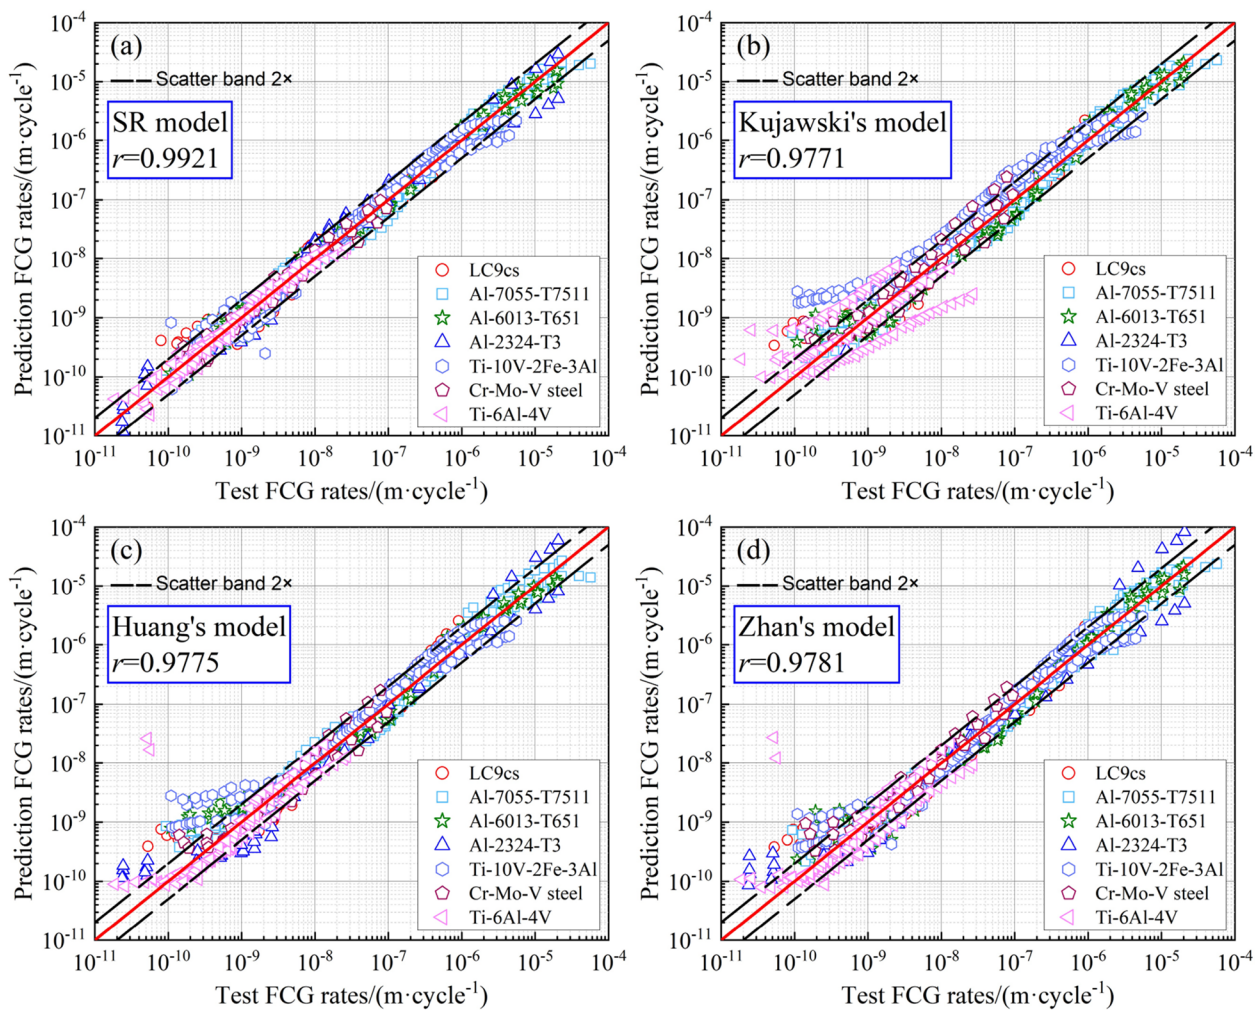 (a)
Scatter band 2×
SR model
r=0.9921
LC9cs
Al-7055-T7511
Al-6013-T651
Al-2324-T3
Ti-10V-2Fe-3Al
Cr-Mo-V steel
Ti-6Al-4V
Prediction FCG rates/(m·cycle⁻¹)
10⁻⁴
10⁻⁵
10⁻⁶
10⁻⁷
10⁻⁸
10⁻⁹
10⁻¹⁰
10⁻¹¹
10⁻¹¹ 10⁻¹⁰ 10⁻⁹ 10⁻⁸ 10⁻⁷ 10⁻⁶ 10⁻⁵ 10⁻⁴
Test FCG rates/(m·cycle⁻¹)
(b)
Scatter band 2×
Kujawski's model
r=0.9771
LC9cs
Al-7055-T7511
Al-6013-T651
Al-2324-T3
Ti-10V-2Fe-3Al
Cr-Mo-V steel
Ti-6Al-4V
Prediction FCG rates/(m·cycle⁻¹)
10⁻⁴
10⁻⁵
10⁻⁶
10⁻⁷
10⁻⁸
10⁻⁹
10⁻¹⁰
10⁻¹¹
10⁻¹¹ 10⁻¹⁰ 10⁻⁹ 10⁻⁸ 10⁻⁷ 10⁻⁶ 10⁻⁵ 10⁻⁴
Test FCG rates/(m·cycle⁻¹)
(c)
Scatter band 2×
Huang's model
r=0.9775
LC9cs
Al-7055-T7511
Al-6013-T651
Al-2324-T3
Ti-10V-2Fe-3Al
Cr-Mo-V steel
Ti-6Al-4V
Prediction FCG rates/(m·cycle⁻¹)
10⁻⁴
10⁻⁵
10⁻⁶
10⁻⁷
10⁻⁸
10⁻⁹
10⁻¹⁰
10⁻¹¹
10⁻¹¹ 10⁻¹⁰ 10⁻⁹ 10⁻⁸ 10⁻⁷ 10⁻⁶ 10⁻⁵ 10⁻⁴
Test FCG rates/(m·cycle⁻¹)
(d)
Scatter band 2×
Zhan's model
r=0.9781
LC9cs
Al-7055-T7511
Al-6013-T651
Al-2324-T3
Ti-10V-2Fe-3Al
Cr-Mo-V steel
Ti-6Al-4V
Prediction FCG rates/(m·cycle⁻¹)
10⁻⁴
10⁻⁵
10⁻⁶
10⁻⁷
10⁻⁸
10⁻⁹
10⁻¹⁰
10⁻¹¹
10⁻¹¹ 10⁻¹⁰ 10⁻⁹ 10⁻⁸ 10⁻⁷ 10⁻⁶ 10⁻⁵ 10⁻⁴
Test FCG rates/(m·cycle⁻¹)